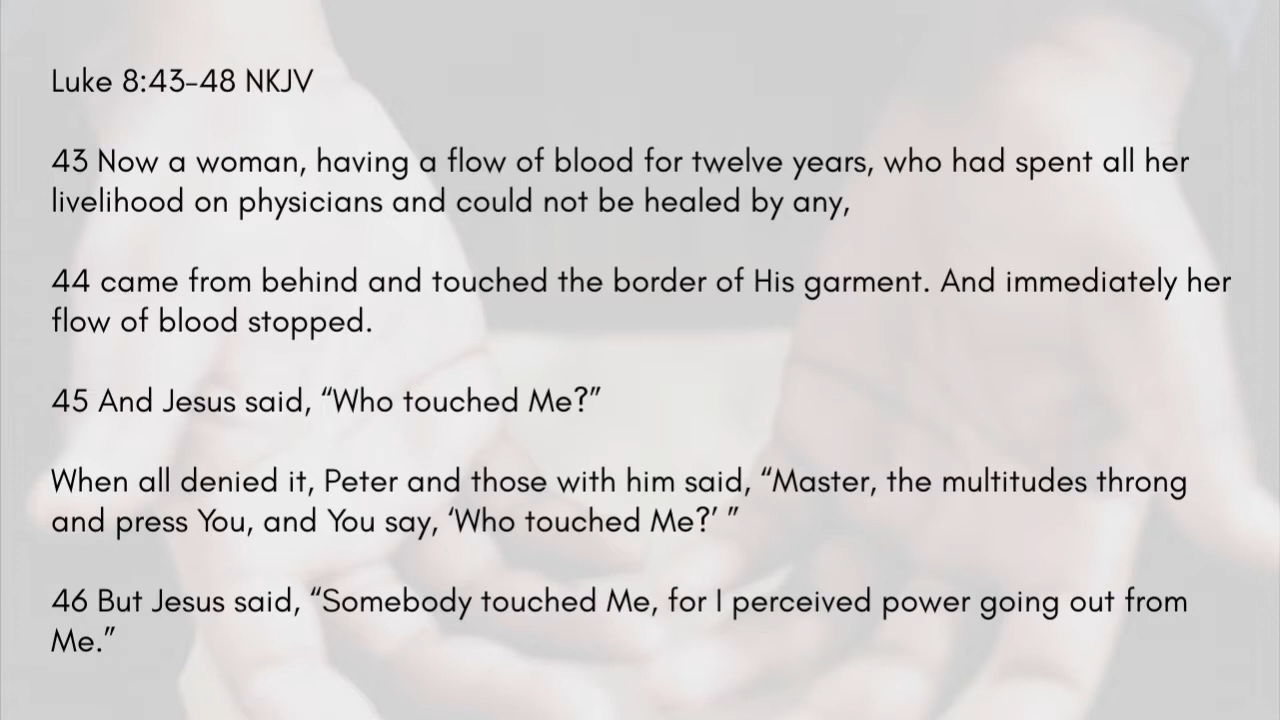 Luke 8:43-48 NKJV
43 Now a woman, having a flow of blood for twelve years, who had spent all her
livelihood on physicians and could not be healed by any,
44 came from behind and touched the border of His garment. And immediately her
flow of blood stopped.
45 And Jesus said, “Who touched Me?”
When all denied it, Peter and those with him said, “Master, the multitudes throng
and press You, and You say, ‘Who touched Me?’ ”
46 But Jesus said, “Somebody touched Me, for I perceived power going out from
Me.”